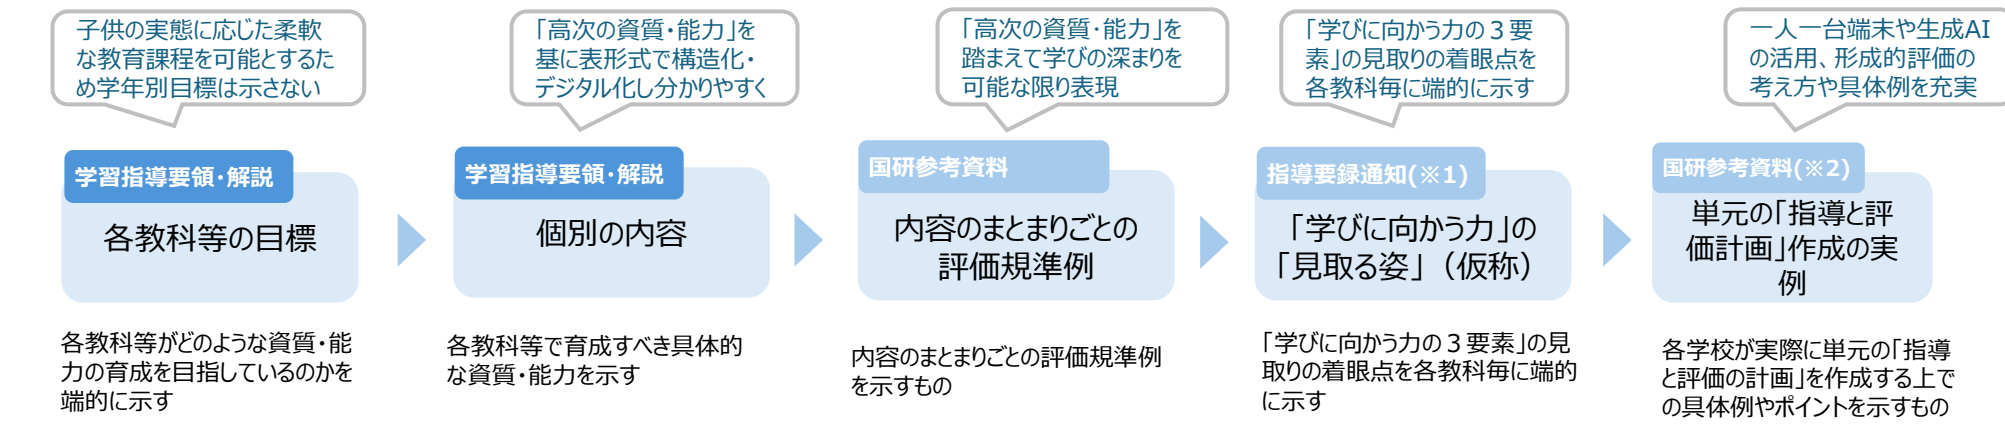 子供の実態に応じた柔軟
な教育課程を可能とするた
め学年別目標は示さない
「高次の資質・能力」を
基に表形式で構造化・
デジタル化し分かりやすく
「高次の資質・能力」を
踏まえて学びの深まりを
可能な限り表現
「学びに向かう力の３要
素」の見取りの着眼点を
各教科毎に端的に示す
一人一台端末や生成AI
の活用、形成的評価の
考え方や具体例を充実
学習指導要領・解説
各教科等の目標
学習指導要領・解説
個別の内容
国研参考資料
内容のまとまりごとの
評価規準例
指導要録通知(※1)
「学びに向かう力」の
「見取る姿」（仮称）
国研参考資料(※2)
単元の「指導と評
価計画」作成の実
例
各教科等がどのような資質・能
力の育成を目指しているのかを
端的に示す
各教科等で育成すべき具体的
な資質・能力を示す
内容のまとまりごとの評価規準例
を示すもの
「学びに向かう力の３要素」の見
取りの着眼点を各教科毎に端的
に示す
各学校が実際に単元の「指導
と評価の計画」を作成する上で
の具体例やポイントを示すもの